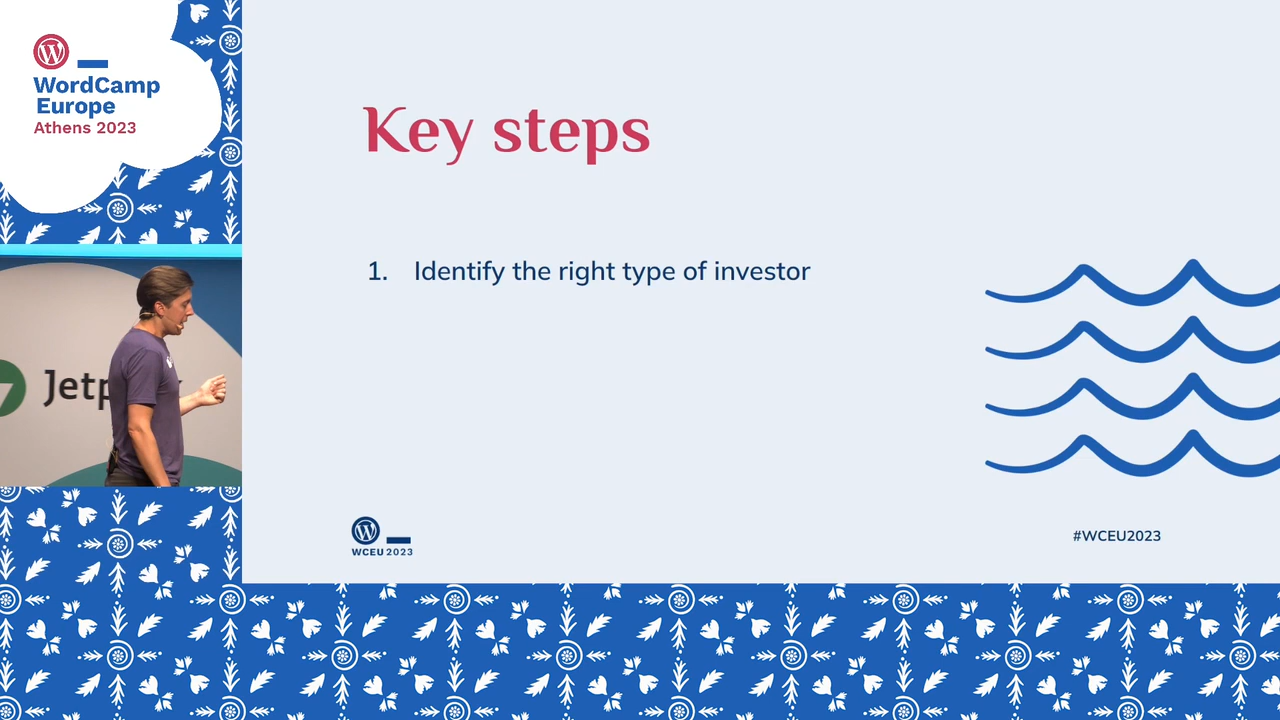 WordCamp
Europe
Athens 2023
Key steps
1. Identify the right type of investor
Jetp
WCEU 2023
#WCEU2023